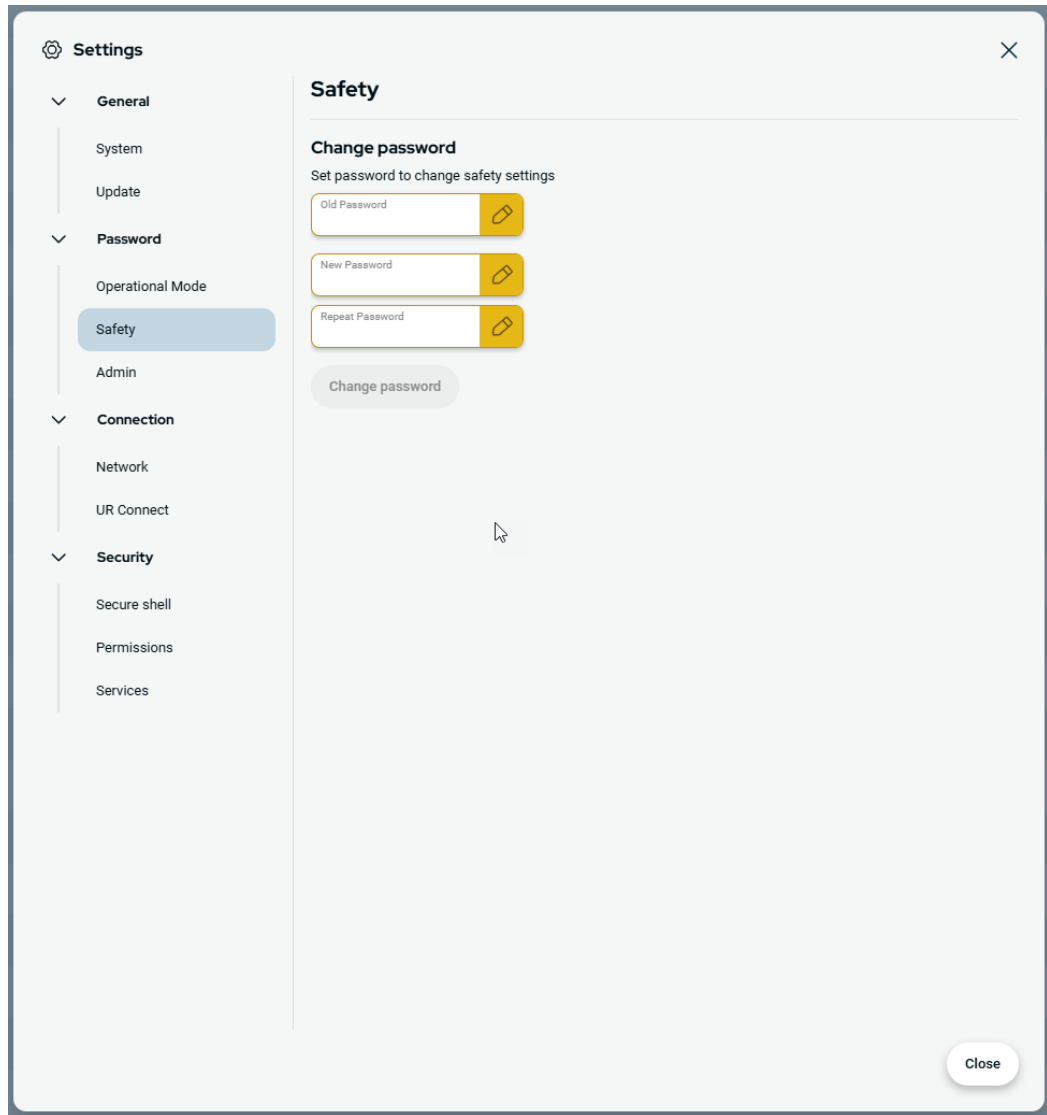 Settings
General
System
Update
Password
Operational Mode
Safety
Admin
Connection
Network
UR Connect
Security
Secure shell
Permissions
Services
Safety
Change password
Set password to change safety settings
Old Password
New Password
Repeat Password
Change password
Close